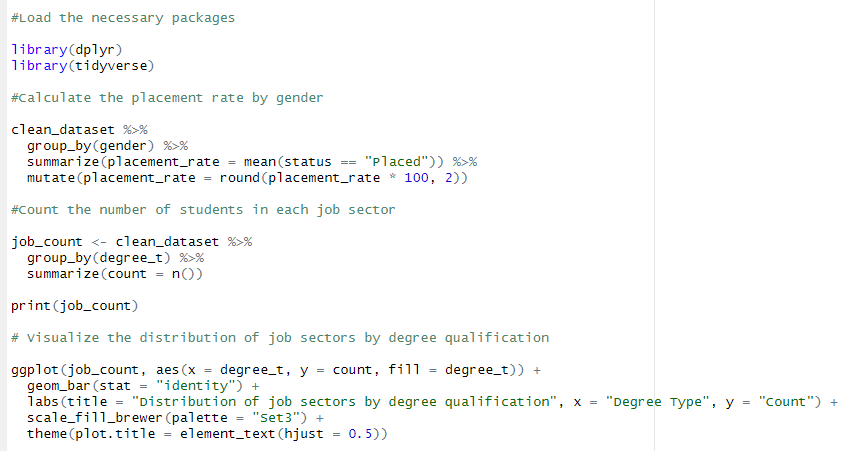 #Load the necessary packages
library(dplyr)
library(tidyverse)
#Calculate the placement rate by gender
clean_dataset %>%
  group_by(gender) %>%
  summarize(placement_rate = mean(status == "Placed")) %>%
  mutate(placement_rate = round(placement_rate * 100, 2))
#Count the number of students in each job sector
job_count <- clean_dataset %>%
  group_by(degree_t) %>%
  summarize(count = n())
print(job_count)
# Visualize the distribution of job sectors by degree qualification
ggplot(job_count, aes(x = degree_t, y = count, fill = degree_t)) +
  geom_bar(stat = "identity") +
  labs(title = "Distribution of job sectors by degree qualification", x = "Degree Type", y = "Count") +
  scale_fill_brewer(palette = "Set3") +
  theme(plot.title = element_text(hjust = 0.5))